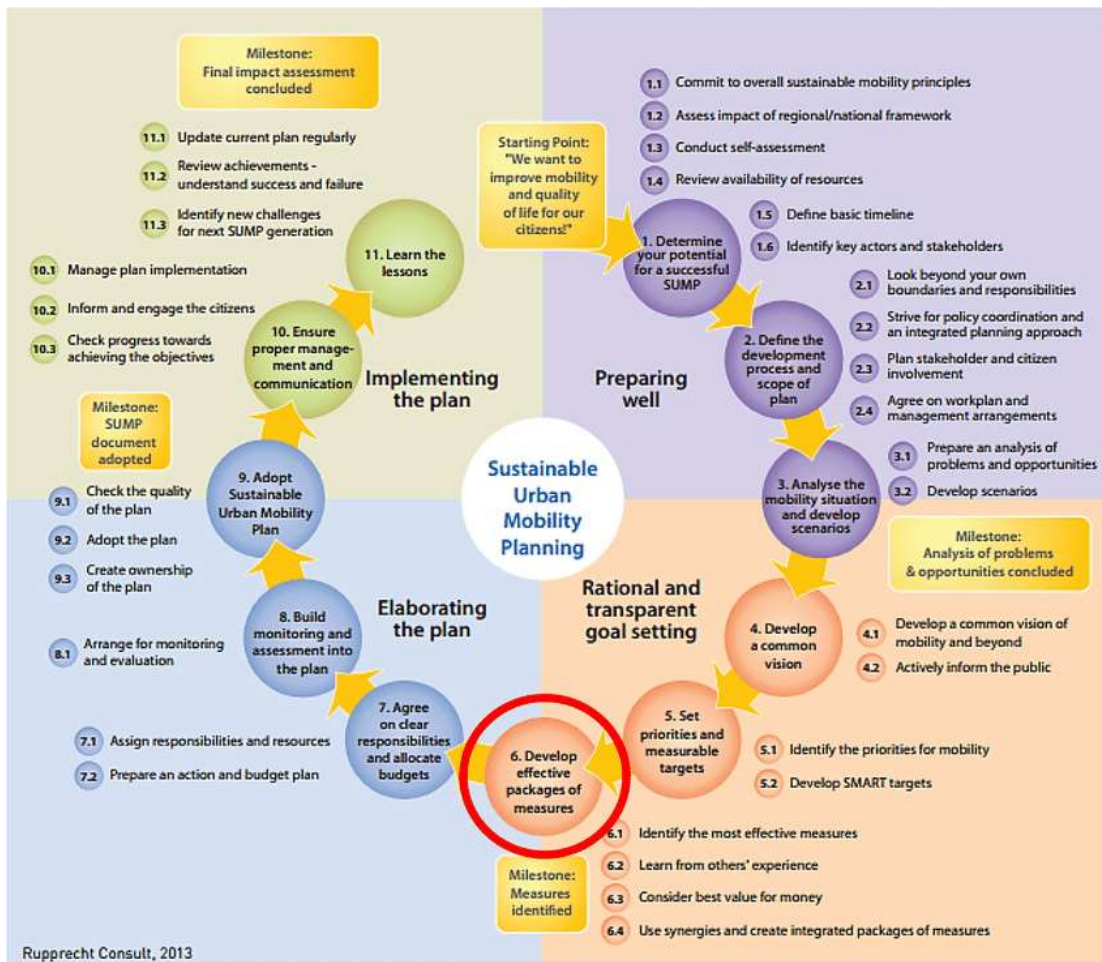 Milestone:
Final impact assessment
concluded
11.1 Update current plan regularly
11.2 Review achievements -
understand success and failure
11.3 Identify new challenges
for next SUMP generation
10.1 Manage plan implementation
10.2 Inform and engage the citizens
10.3 Check progress towards
achieving the objectives
11. Learn the
lessons
10. Ensure
proper manage-
ment and
communication
Implementing
the plan
Starting Point:
"We want to
improve mobility
and quality
of life for our
citizens!"
1.1 Commit to overall sustainable mobility principles
1.2 Assess impact of regional/national framework
1.3 Conduct self-assessment
1.4 Review availability of resources
1.5 Define basic timeline
1.6 Identify key actors and stakeholders
1. Determine
your potential
for a successful
SUMP
2.1 Look beyond your own
boundaries and responsibilities
2.2 Strive for policy coordination and
an integrated planning approach
2.3 Plan stakeholder and citizen
involvement
2.4 Agree on workplan and
management arrangements
2. Define the
development
process and
scope of
plan
Preparing
well
3.1 Prepare an analysis of
problems and opportunities
3.2 Develop scenarios
3. Analyse the
mobility situation
and develop
scenarios
Milestone:
Analysis of problems
& opportunities concluded
Sustainable
Urban
Mobility
Planning
Rational and
transparent
goal setting
4. Develop
a common
vision
4.1 Develop a common vision of
mobility and beyond
4.2 Actively inform the public
5. Set
priorities and
measurable
targets
5.1 Identify the priorities for mobility
5.2 Develop SMART targets
6. Develop
effective
packages of
measures
6.1 Identify the most effective measures
6.2 Learn from others' experience
6.3 Consider best value for money
6.4 Use synergies and create integrated packages of measures
Milestone:
Measures
identified
Elaborating
the plan
7. Agree
on clear
responsibilities
and allocate
budgets
7.1 Assign responsibilities and resources
7.2 Prepare an action and budget plan
8. Build
monitoring and
assessment into
the plan
8.1 Arrange for monitoring
and evaluation
9. Adopt
Sustainable
Urban Mobility
Plan
9.1 Check the quality
of the plan
9.2 Adopt the plan
9.3 Create ownership
of the plan
Milestone:
SUMP
document
adopted
Rupprecht Consult, 2013